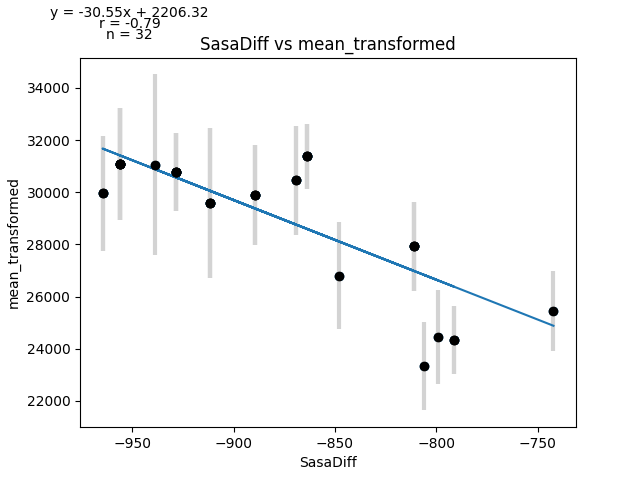 y = -30.55x + 2206.32
r = -0.79
n = 32
SasaDiff vs mean_transformed
mean_transformed
34000
32000
30000
28000
26000
24000
22000
−950
−900
−850
−800
−750
SasaDiff